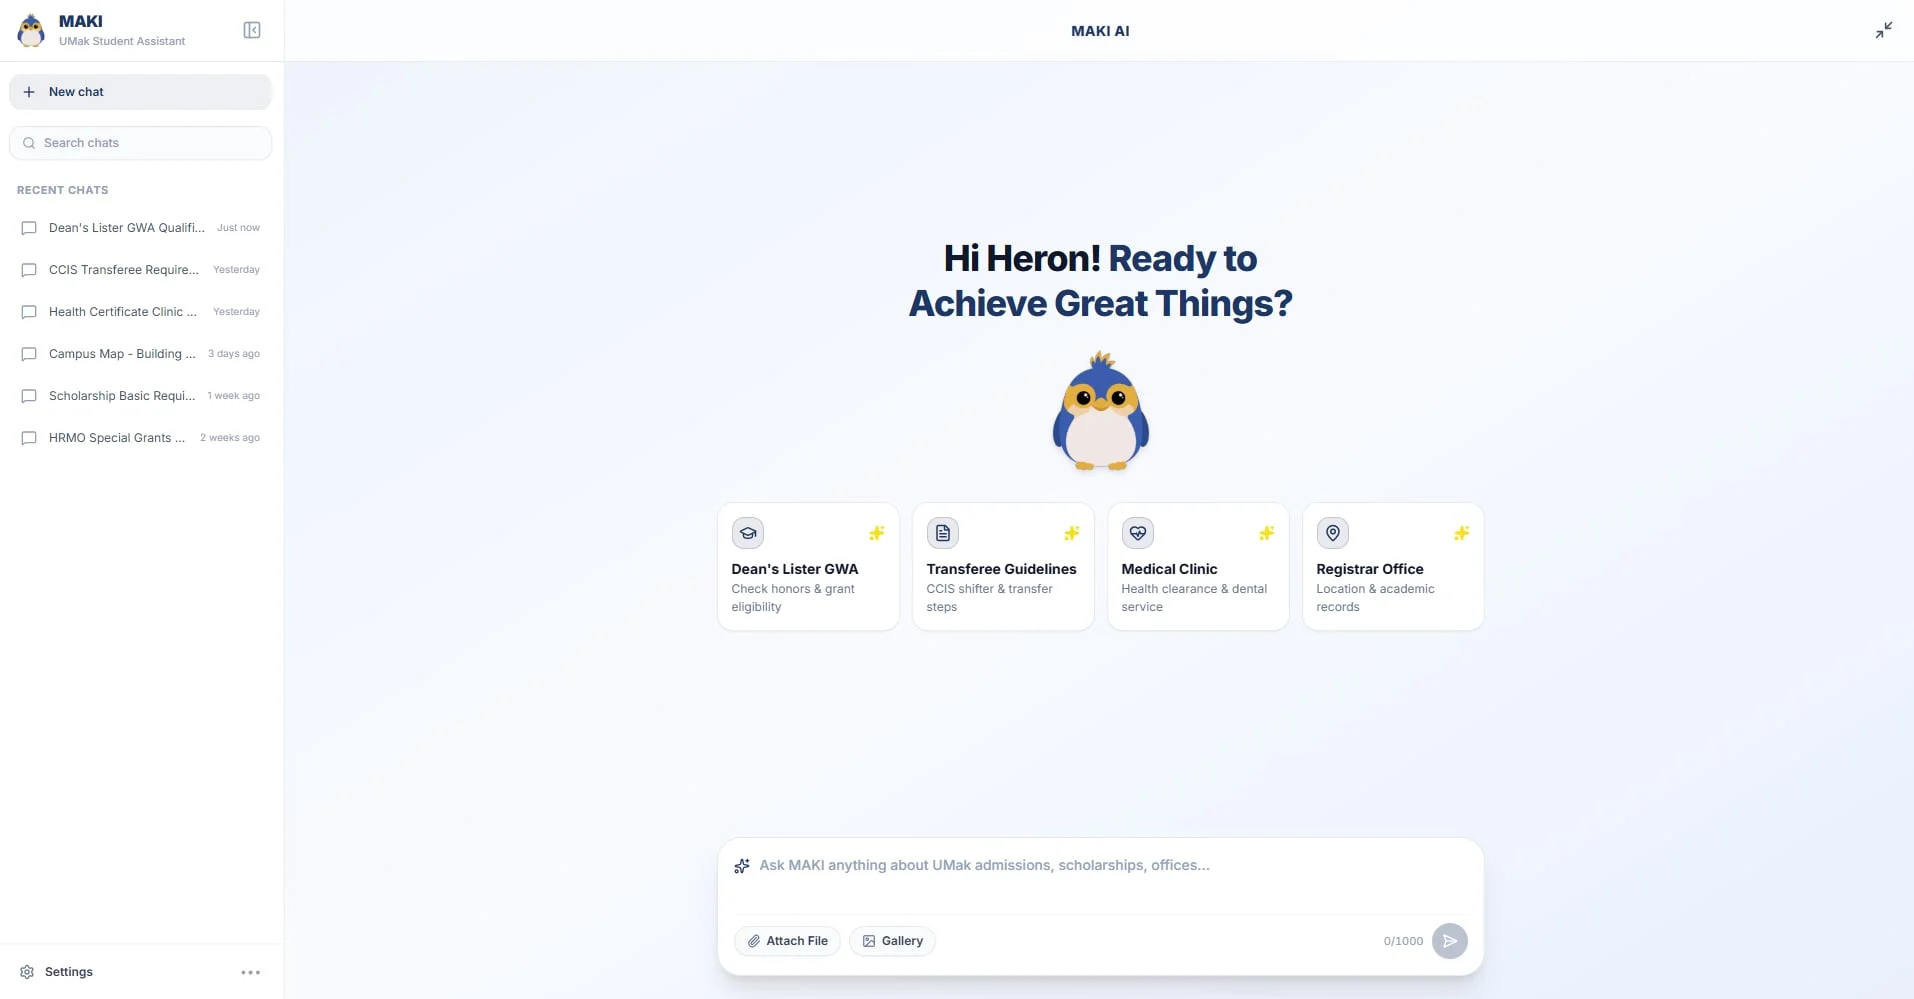 MAKI
UMak Student Assistant
New chat
Search chats
RECENT CHATS
Dean's Lister GWA Qualifi... Just now
CCIS Transferee Require... Yesterday
Health Certificate Clinic ... Yesterday
Campus Map - Building ... 3 days ago
Scholarship Basic Requi... 1 week ago
HRMO Special Grants ... 2 weeks ago
Settings
MAKI AI
Hi Heron! Ready to
Achieve Great Things?
Dean's Lister GWA
Check honors & grant
eligibility
Transferee Guidelines
CCIS shifter & transfer
steps
Medical Clinic
Health clearance & dental
service
Registrar Office
Location & academic
records
Ask MAKI anything about UMak admissions, scholarships, offices...
Attach File
Gallery
0/1000